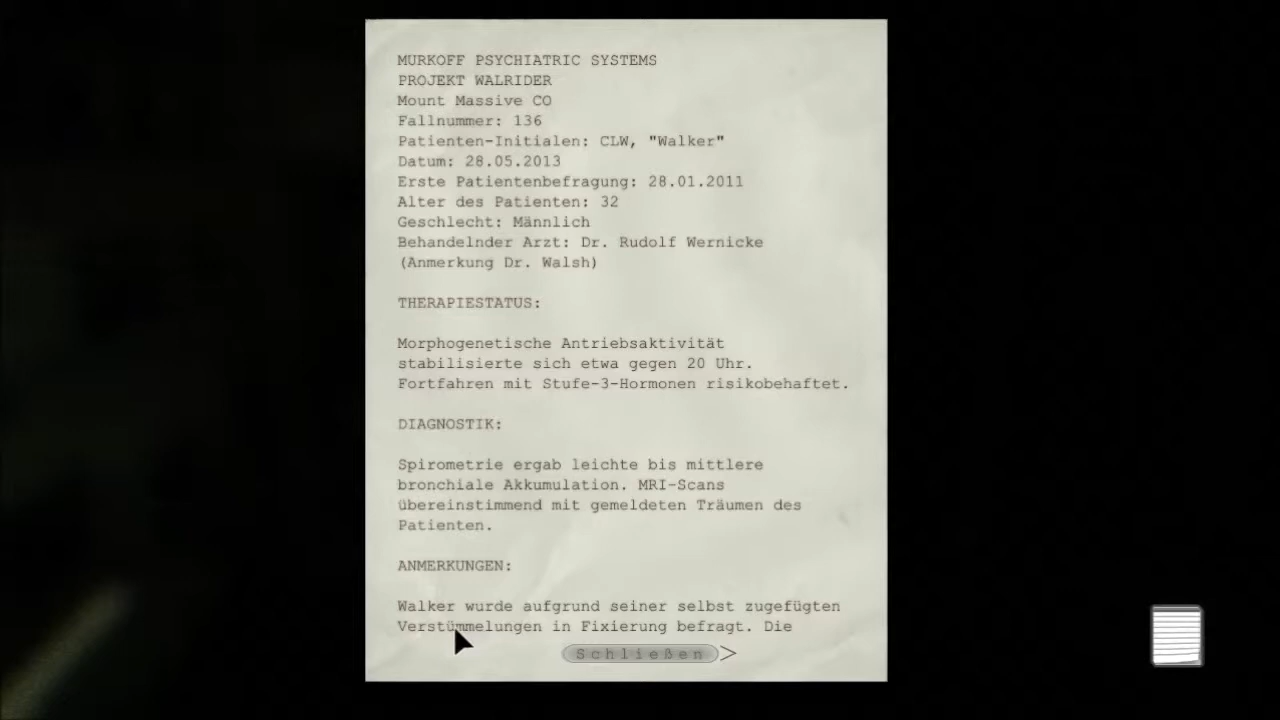 MURKOFF PSYCHIATRIC SYSTEMS
PROJEKT WALRIDER
Mount Massive CO
Fallnummer: 136
Patienten-Initialen: CLW, "Walker"
Datum: 28.05.2013
Erste Patientenbefragung: 28.01.2011
Alter des Patienten: 32
Geschlecht: Männlich
Behandelnder Arzt: Dr. Rudolf Wernicke
(Anmerkung Dr. Walsh)
THERAPIESTATUS:
Morphogenetische Antriebsaktivität
stabilisierte sich etwa gegen 20 Uhr.
Fortfahren mit Stufe-3-Hormonen risikobehaftet.
DIAGNOSTIK:
Spirometrie ergab leichte bis mittlere
bronchiale Akkumulation. MRI-Scans
übereinstimmend mit gemeldeten Träumen des
Patienten.
ANMERKUNGEN:
Walker wurde aufgrund seiner selbst zugefügten
Verstümmelungen in Fixierung befragt. Die
Schließen >